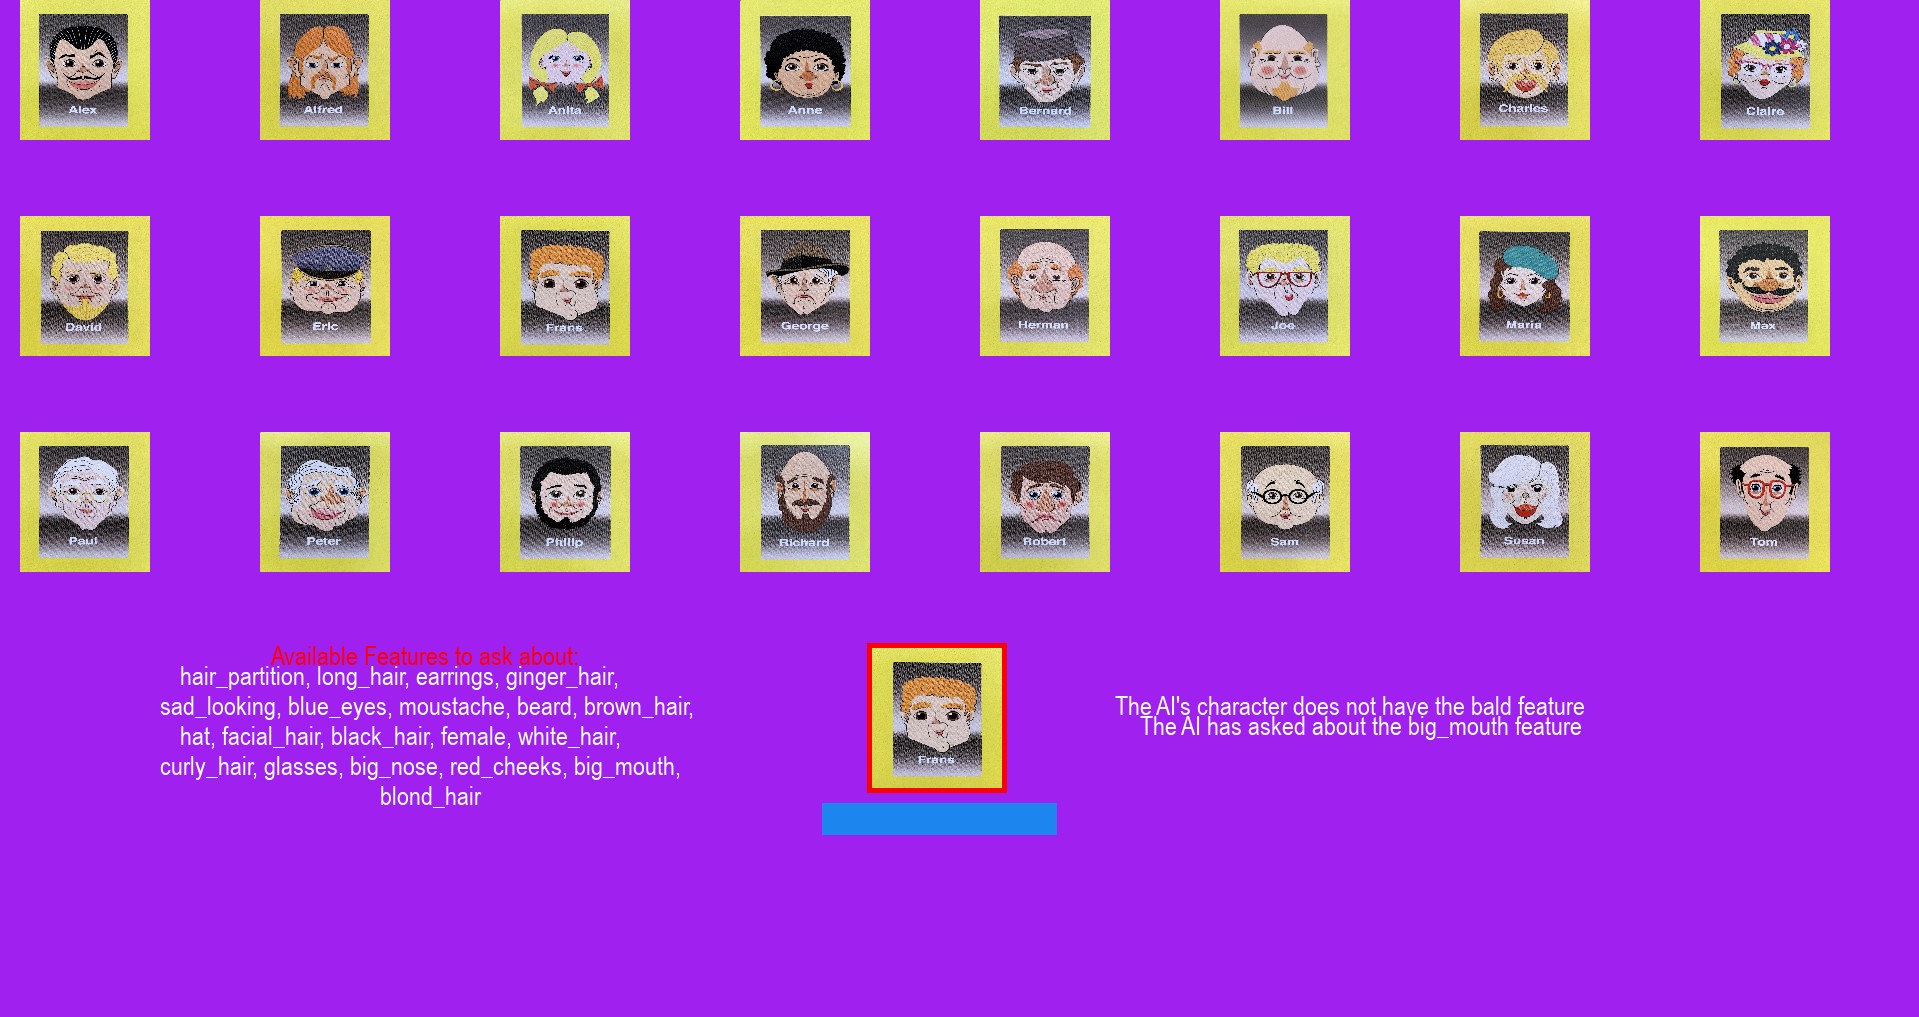 Alex
Alfred
Anita
Anne
Bernard
Bill
Charles
Claire
David
Eric
Frans
George
Herman
Joe
Maria
Max
Paul
Peter
Philip
Richard
Robert
Sam
Susan
Tom
Available Features to ask about:
hair_partition, long_hair, earrings, ginger_hair,
sad_looking, blue_eyes, moustache, beard, brown_hair,
hat, facial_hair, black_hair, female, white_hair,
curly_hair, glasses, big_nose, red_cheeks, big_mouth,
blond_hair
Frans
The AI's character does not have the bald feature
The AI has asked about the big_mouth feature